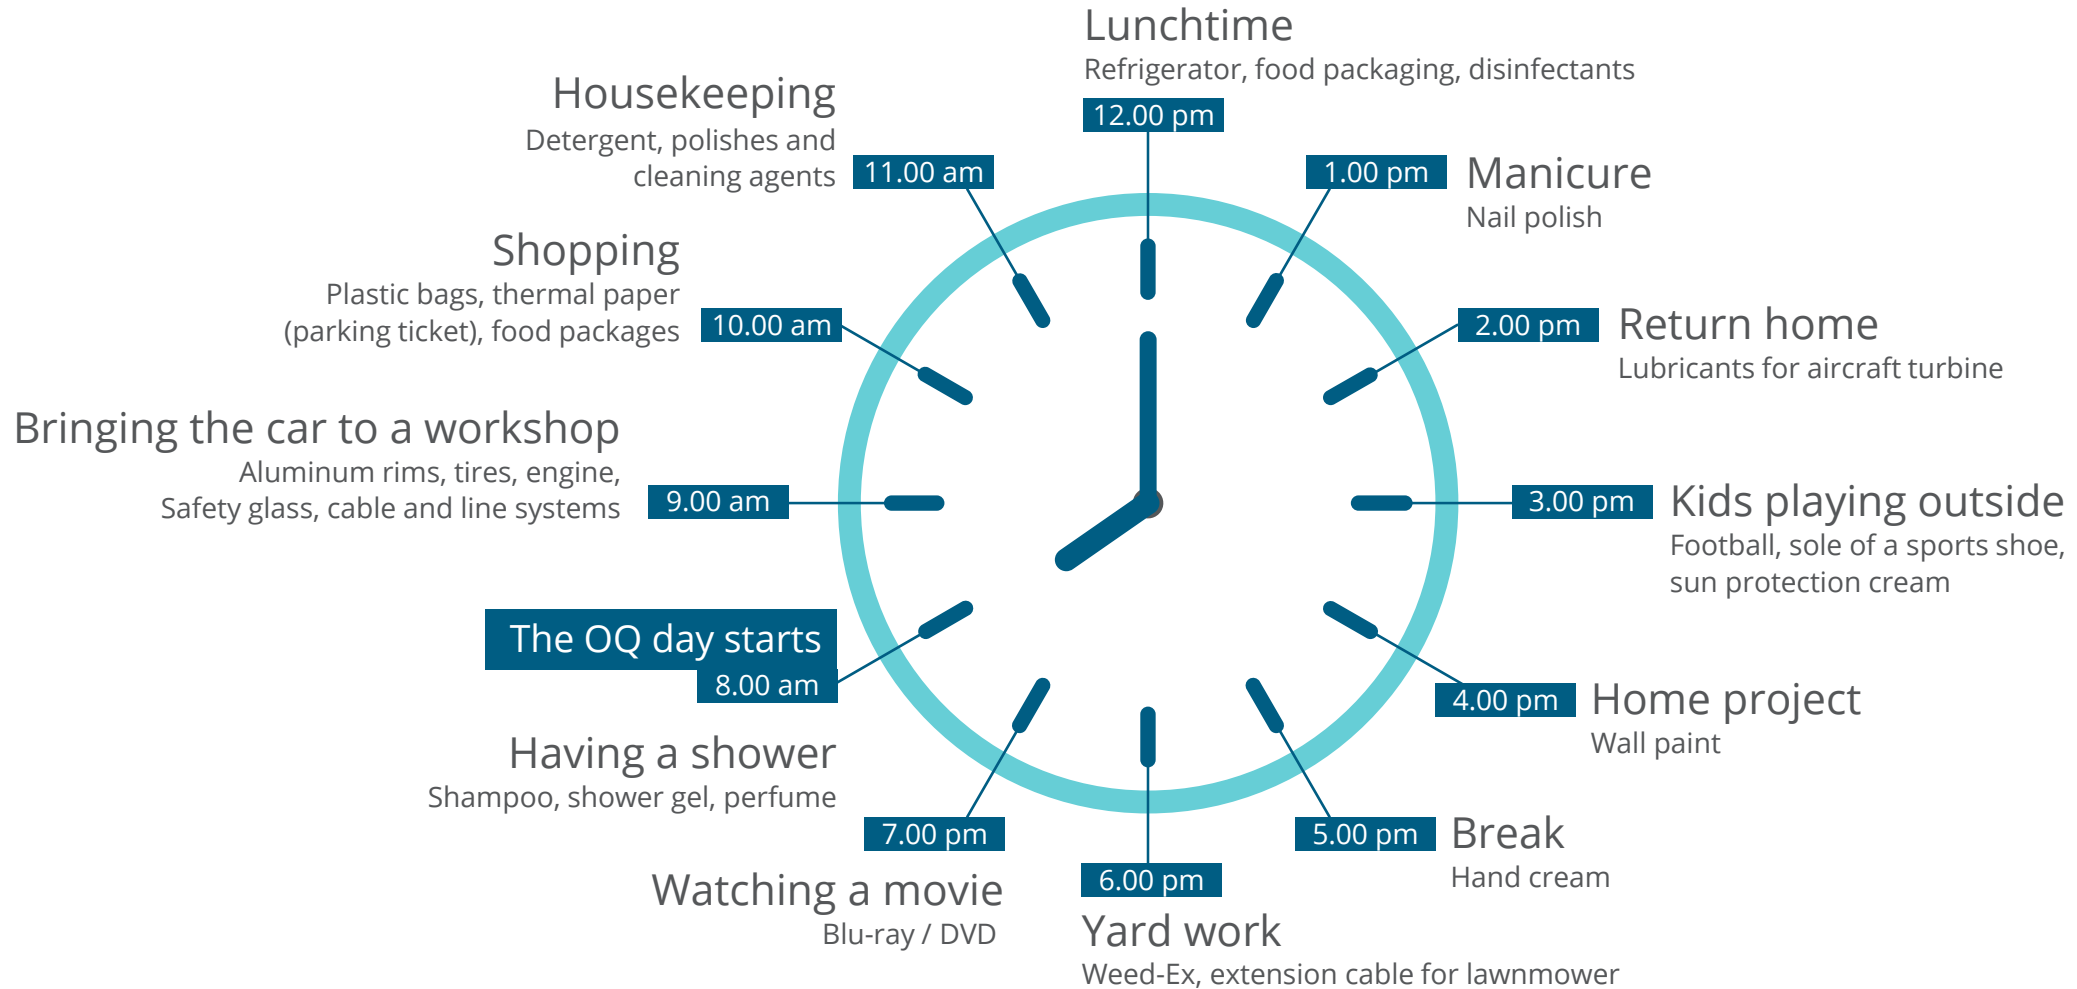 The OQ day starts
8.00 am
Having a shower
Shampoo, shower gel, perfume
9.00 am
Bringing the car to a workshop
Aluminum rims, tires, engine,
Safety glass, cable and line systems
10.00 am
Shopping
Plastic bags, thermal paper
(parking ticket), food packages
11.00 am
Housekeeping
Detergent, polishes and
cleaning agents
Lunchtime
Refrigerator, food packaging, disinfectants
12.00 pm
1.00 pm
Manicure
Nail polish
2.00 pm
Return home
Lubricants for aircraft turbine
3.00 pm
Kids playing outside
Football, sole of a sports shoe,
sun protection cream
4.00 pm
Home project
Wall paint
5.00 pm
Break
Hand cream
6.00 pm
Yard work
Weed-Ex, extension cable for lawnmower
7.00 pm
Watching a movie
Blu-ray / DVD